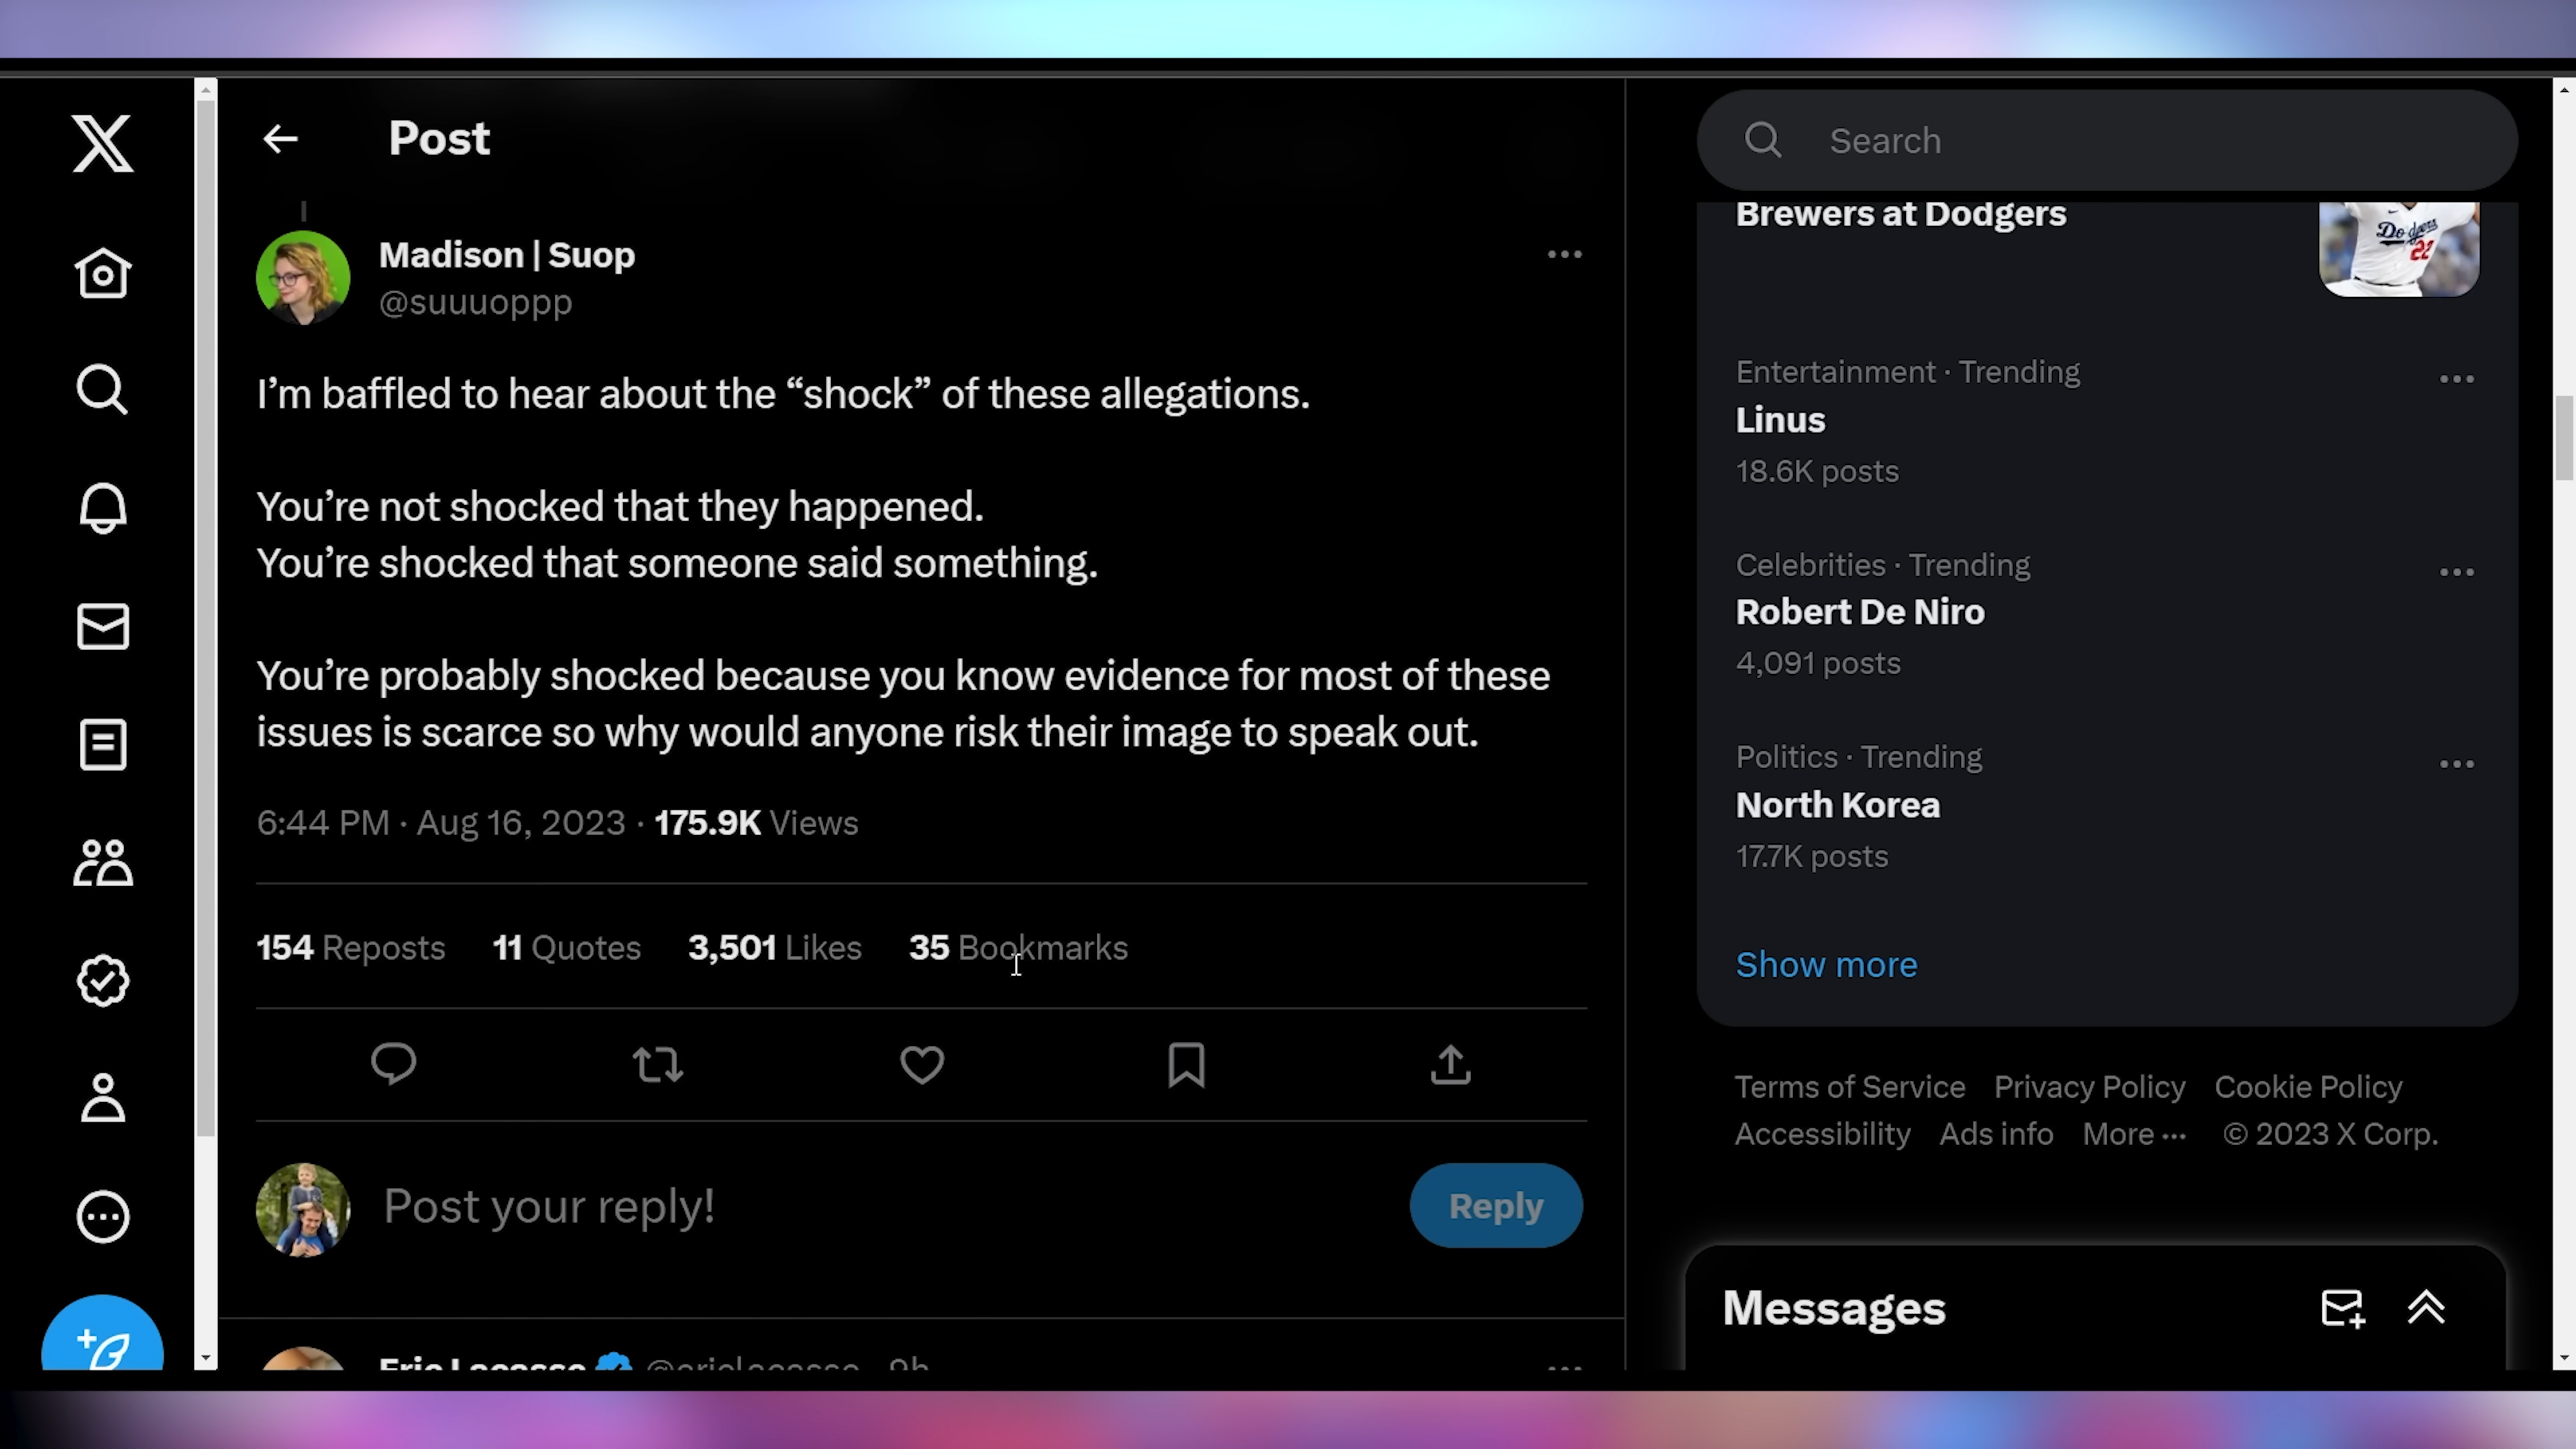 Post
Madison | Suop
@suuuoppp
I’m baffled to hear about the “shock” of these allegations.
You’re not shocked that they happened.
You’re shocked that someone said something.
You’re probably shocked because you know evidence for most of these
issues is scarce so why would anyone risk their image to speak out.
6:44 PM · Aug 16, 2023 · 175.9K Views
154 Reposts 11 Quotes 3,501 Likes 35 Bookmarks
Post your reply!
Reply
Eric Lacasse @ericlacasse · 9h
Search
Brewers at Dodgers
Dodgers
22
Entertainment · Trending
Linus
18.6K posts
Celebrities · Trending
Robert De Niro
4,091 posts
Politics · Trending
North Korea
17.7K posts
Show more
Terms of Service Privacy Policy Cookie Policy
Accessibility Ads info More ··· © 2023 X Corp.
Messages